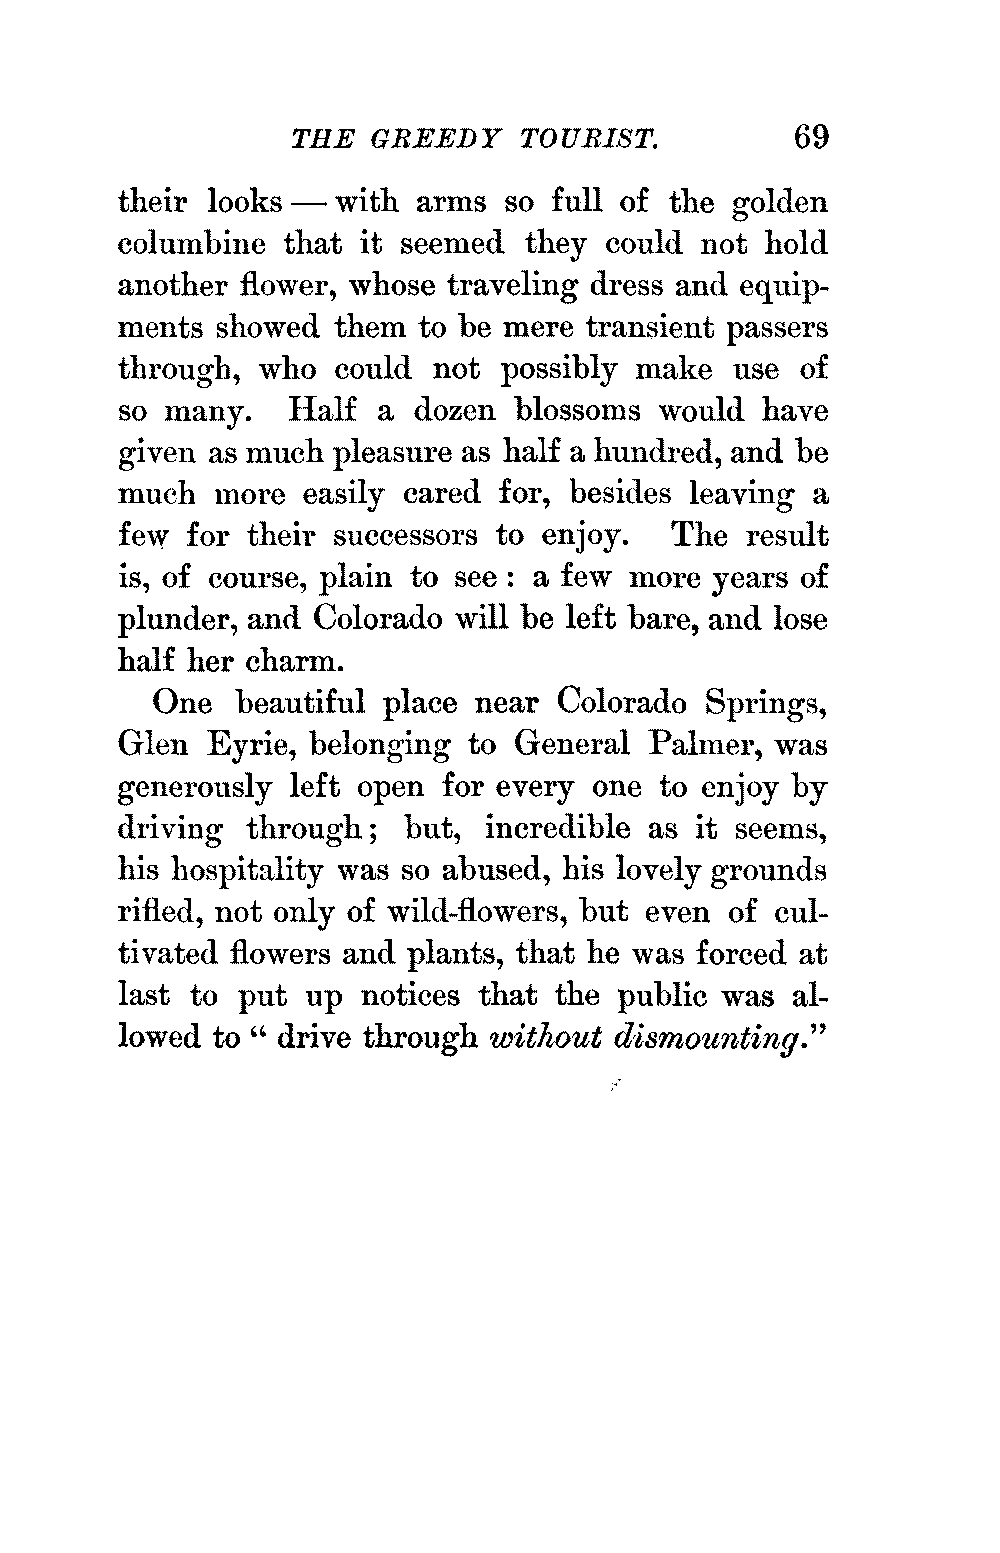 THE GREEDY TOURIST. 69
their looks — with arms so full of the golden
columbine that it seemed they could not hold
another flower, whose traveling dress and equip-
ments showed them to be mere transient passers
through, who could not possibly make use of
so many. Half a dozen blossoms would have
given as much pleasure as half a hundred, and be
much more easily cared for, besides leaving a
few for their successors to enjoy. The result
is, of course, plain to see : a few more years of
plunder, and Colorado will be left bare, and lose
half her charm.
One beautiful place near Colorado Springs,
Glen Eyrie, belonging to General Palmer, was
generously left open for every one to enjoy by
driving through; but, incredible as it seems,
his hospitality was so abused, his lovely grounds
rifled, not only of wild-flowers, but even of cul-
tivated flowers and plants, that he was forced at
last to put up notices that the public was al-
lowed to “ drive through without dismounting.”